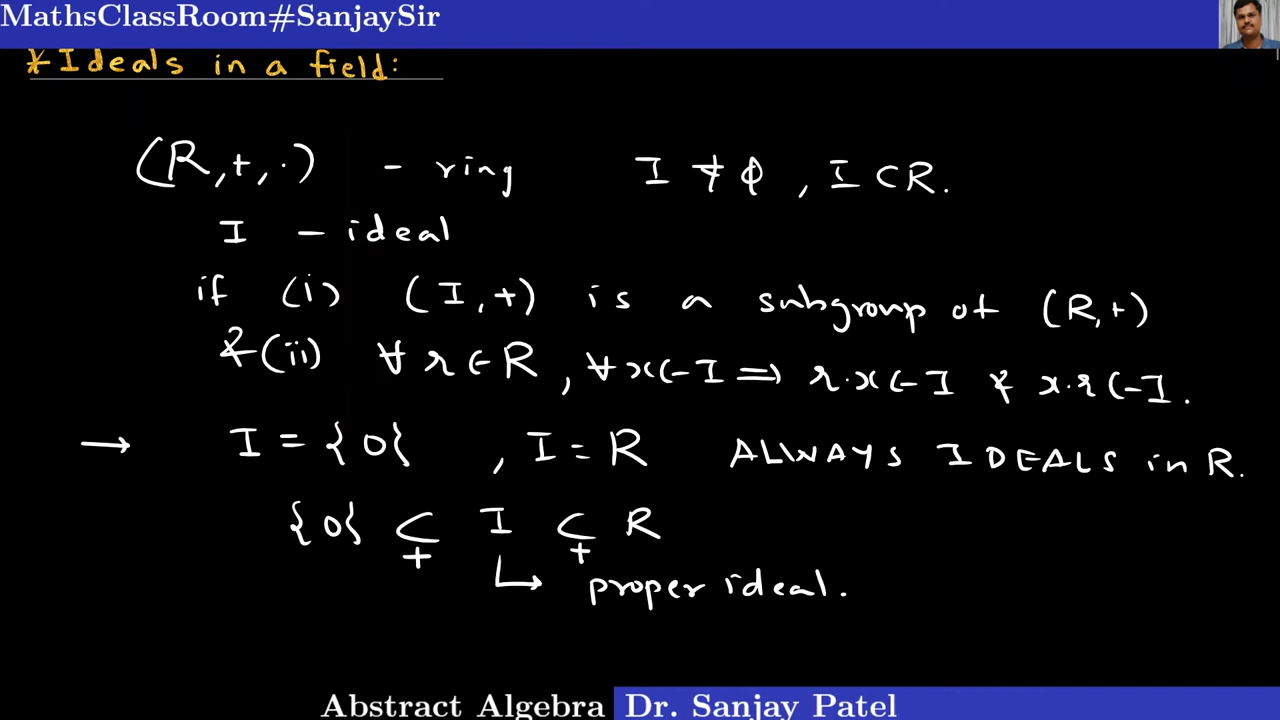 MathsClassRoom#SanjaySir
* Ideals in a field:
(R,+,·) - ring I ≠ ϕ , I ⊂ R.
I - ideal
if (i) (I,+) is a subgroup of (R,+)
&(ii) ∀ r ∈ R, ∀ x ∈ I ⇒ r·x ∈ I & x·r ∈ I.
→ I = {0} , I = R ALWAYS IDEALS in R.
{0} ⊊ I ⊊ R
↳ proper ideal.
Abstract Algebra Dr. Sanjay Patel